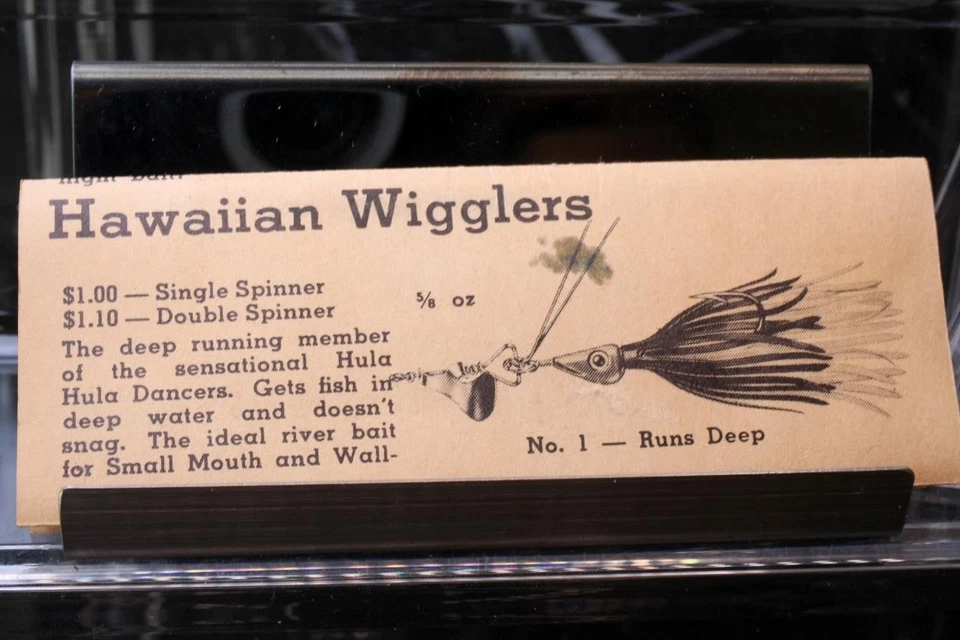 night bait.
Hawaiian Wigglers
$1.00 — Single Spinner
$1.10 — Double Spinner
⅝ oz
The deep running member
of the sensational Hula
Hula Dancers. Gets fish in
deep water and doesn't
snag. The ideal river bait
for Small Mouth and Wall-
No. 1 — Runs Deep